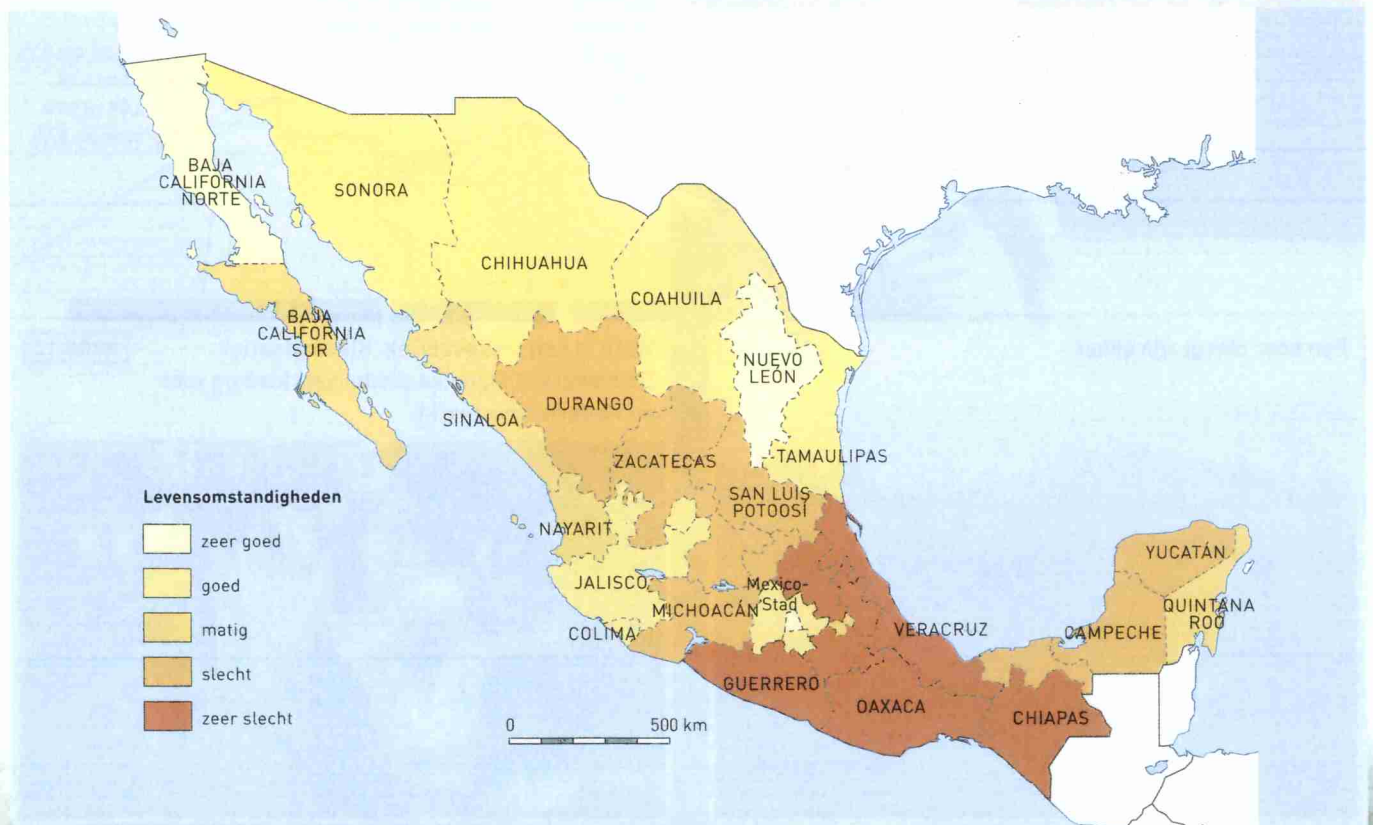 BAJA
CALIFORNIA
NORTE
SONORA
CHIHUAHUA
COAHUILA
BAJA
CALIFORNIA
SUR
NUEVO
LEÓN
DURANGO
SINALOA
ZACATECAS
TAMAULIPAS
SAN LUIS
POTOOSÍ
NAYARIT
YUCATÁN
JALISCO
Mexico-
Stad
MICHOACÁN
QUINTANA
ROO
COLIMA
VERACRUZ
CAMPECHE
GUERRERO
OAXACA
CHIAPAS
Levensomstandigheden
zeer goed
goed
matig
slecht
zeer slecht
0 500 km